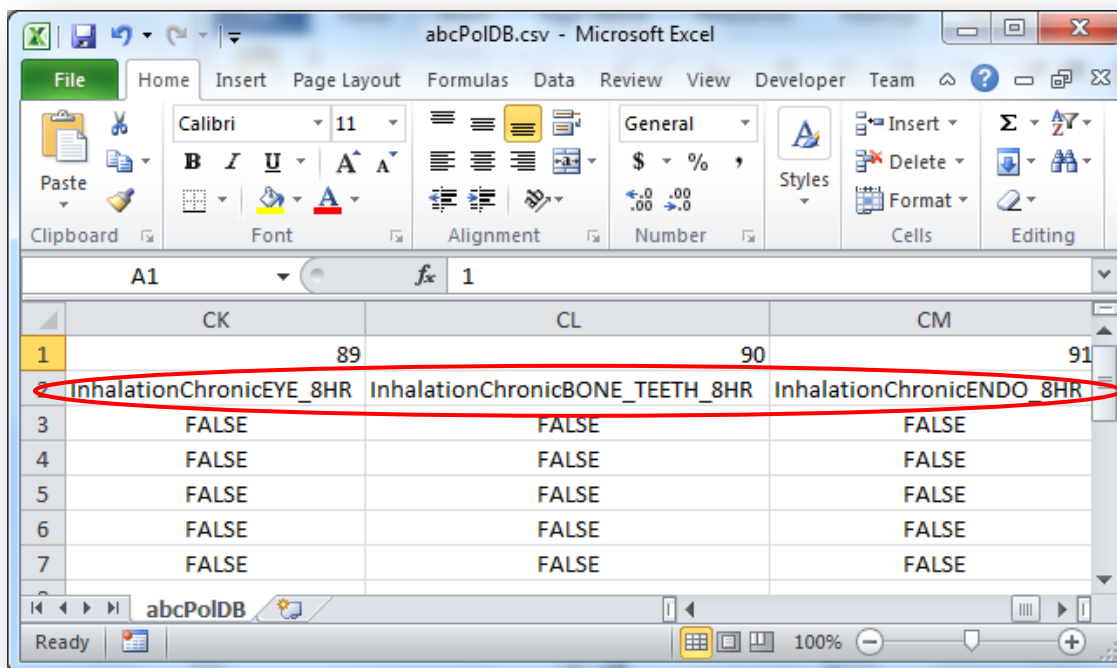 abcPolDB.csv - Microsoft Excel
File Home Insert Page Layout Formulas Data Review View Developer Team
Calibri 11 General Insert
B I U A A $ % , Delete
Paste Styles Format
Clipboard Font Alignment Number Cells Editing
A1 fx 1
CK CL CM
1 89 90 91
2 InhalationChronicEYE_8HR InhalationChronicBONE_TEETH_8HR InhalationChronicENDO_8HR
3 FALSE FALSE FALSE
4 FALSE FALSE FALSE
5 FALSE FALSE FALSE
6 FALSE FALSE FALSE
7 FALSE FALSE FALSE
abcPolDB
Ready 100%